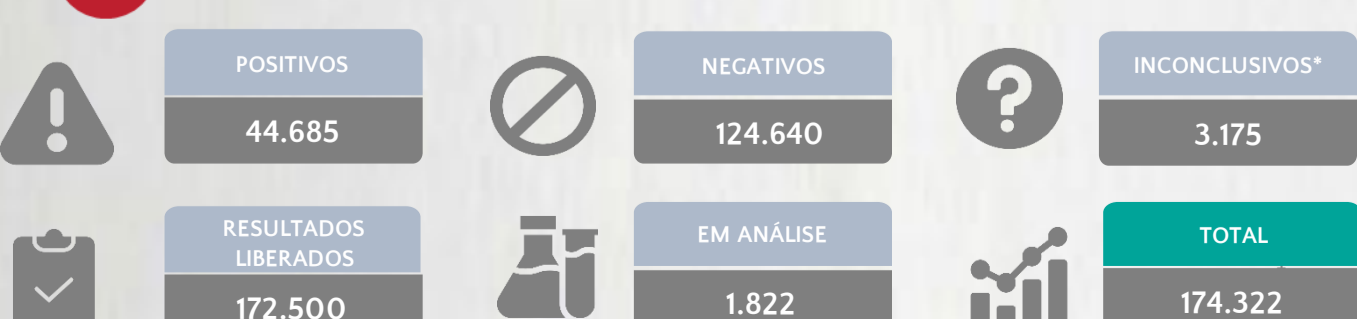 POSITIVOS
44.685
NEGATIVOS
124.640
INCONCLUSIVOS*
3.175
RESULTADOS
LIBERADOS
172.500
EM ANÁLISE
1.822
TOTAL
174.322